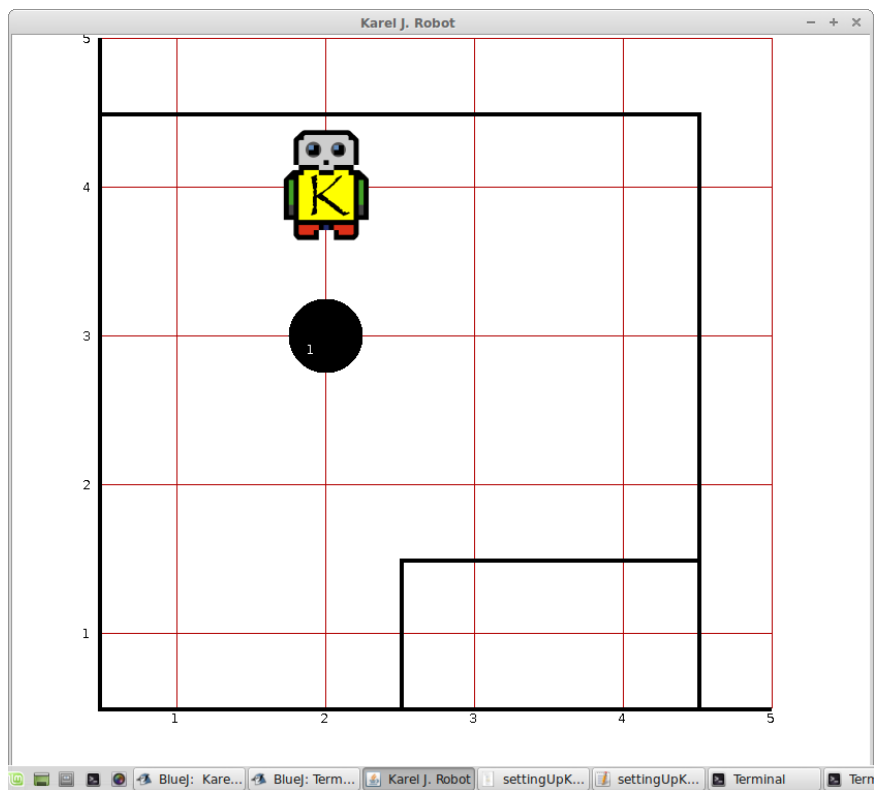 Karel J. Robot
5
4
K
3
1
2
1
1 2 3 4 5
BlueJ: Kare... BlueJ: Term... Karel J. Robot settingUpK... settingUpK... Terminal Term